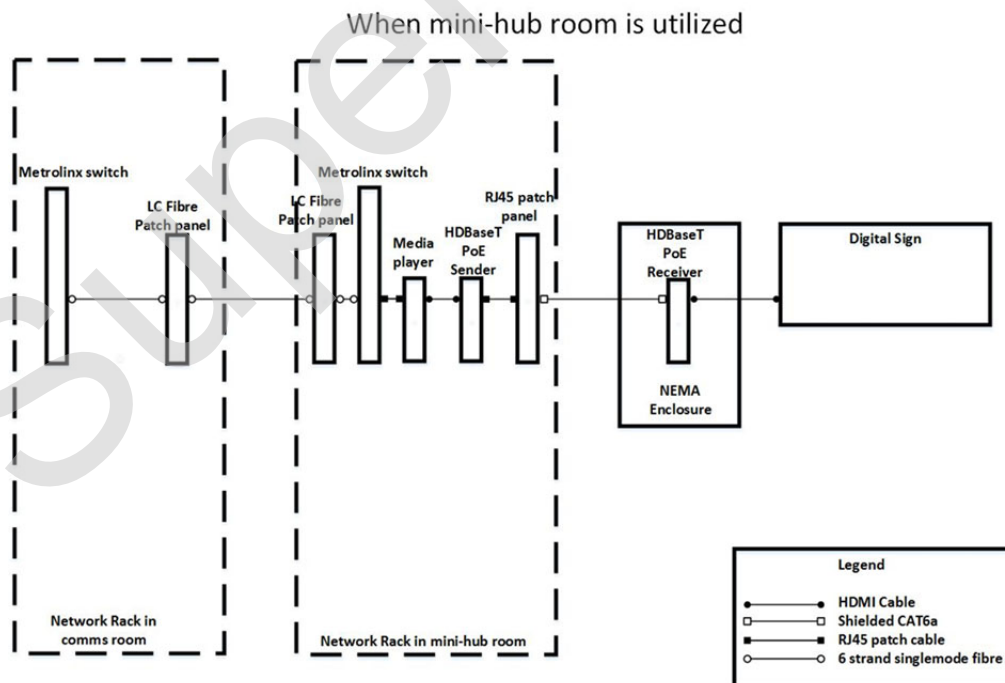 When mini-hub room is utilized
Metrolinx switch
LC Fibre
Patch panel
Metrolinx switch
LC Fibre
Patch panel
Media
player
HDBaseT
PoE
Sender
RJ45 patch
panel
HDBaseT
PoE
Receiver
NEMA
Enclosure
Digital Sign
Network Rack in
comms room
Network Rack in mini-hub room
Legend
HDMI Cable
Shielded CAT6a
RJ45 patch cable
6 strand singlemode fibre
Super